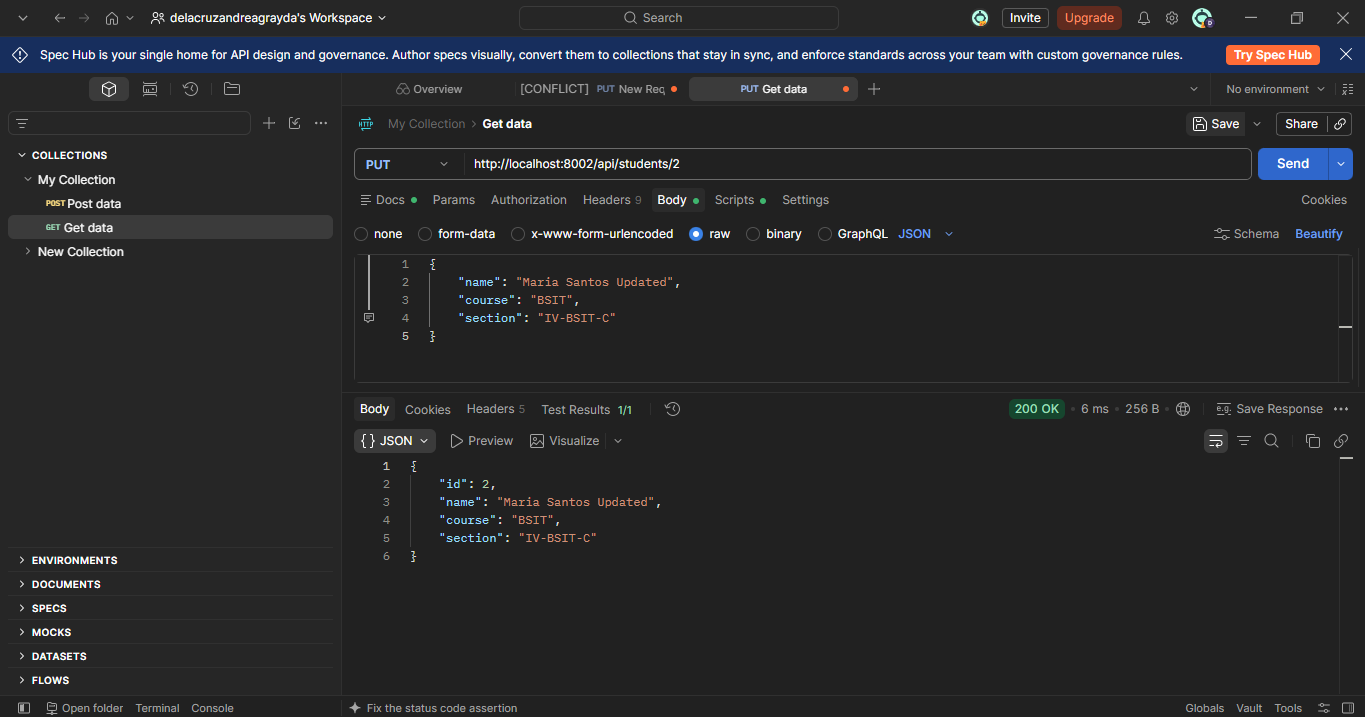 delacruzandreagrayda's Workspace
Search
Invite
Upgrade
Spec Hub is your single home for API design and governance. Author specs visually, convert them to collections that stay in sync, and enforce standards across your team with custom governance rules.
Try Spec Hub
Overview
[CONFLICT] PUT New Req
PUT Get data
No environment
HTTP
My Collection > Get data
Save
Share
COLLECTIONS
My Collection
POST Post data
GET Get data
New Collection
PUT
http://localhost:8002/api/students/2
Send
Docs
Params
Authorization
Headers 9
Body
Scripts
Settings
Cookies
none
form-data
x-www-form-urlencoded
raw
binary
GraphQL
JSON
Schema
Beautify
1 {
2 "name": "Maria Santos Updated",
3 "course": "BSIT",
4 "section": "IV-BSIT-C"
5 }
Body
Cookies
Headers 5
Test Results 1/1
200 OK
6 ms
256 B
e.g. Save Response
{} JSON
Preview
Visualize
1 {
2 "id": 2,
3 "name": "Maria Santos Updated",
4 "course": "BSIT",
5 "section": "IV-BSIT-C"
6 }
ENVIRONMENTS
DOCUMENTS
SPECS
MOCKS
DATASETS
FLOWS
Open folder
Terminal
Console
Fix the status code assertion
Globals
Vault
Tools